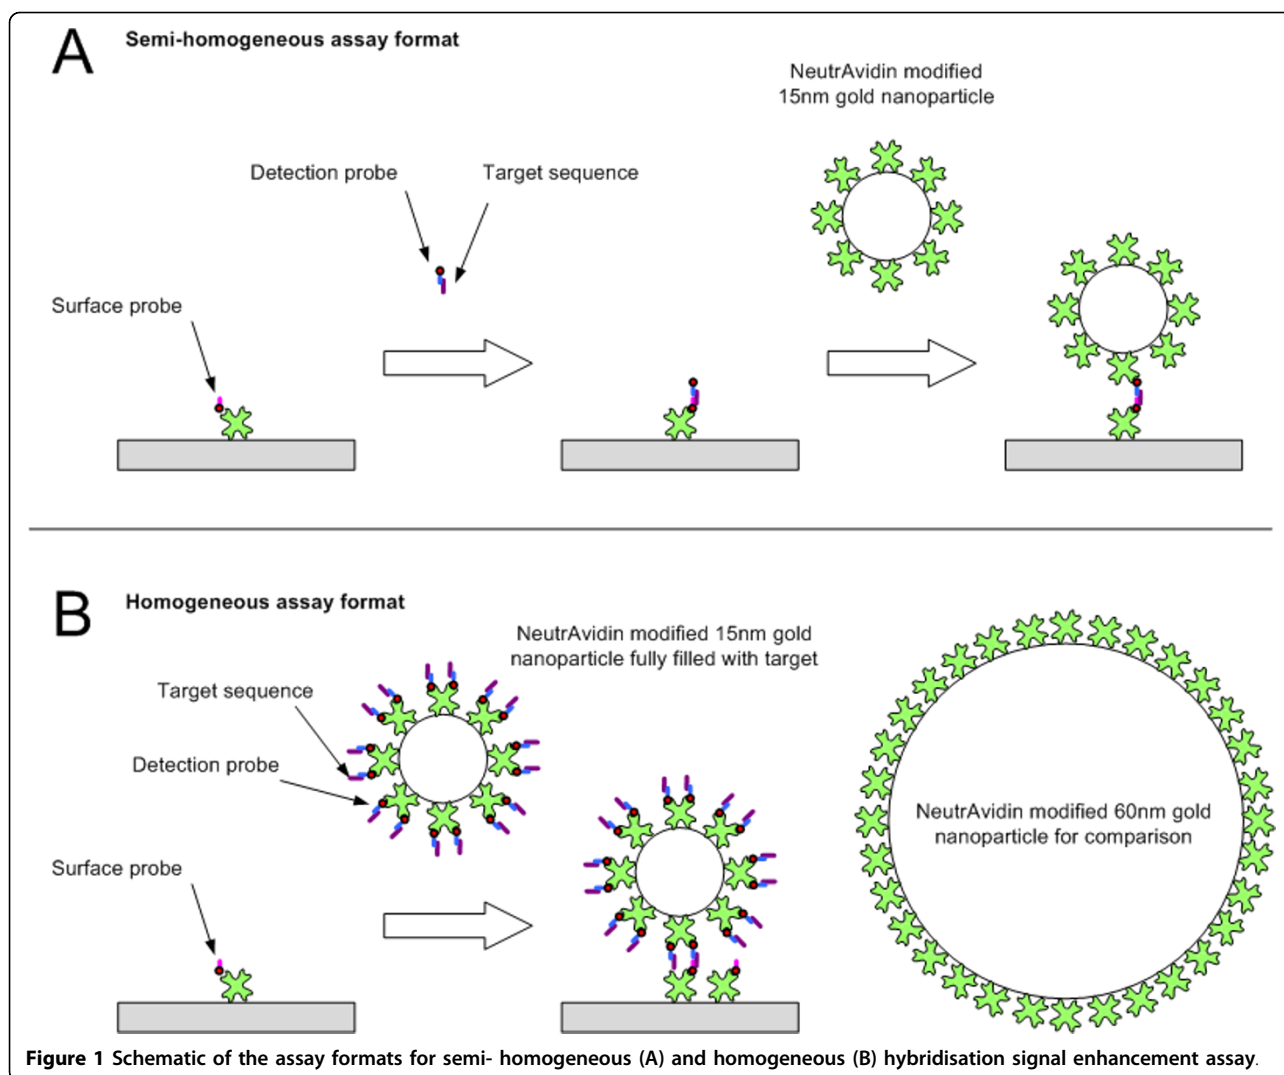 A
Semi-homogeneous assay format
NeutrAvidin modified
15nm gold nanoparticle
Detection probe
Target sequence
Surface probe
B
Homogeneous assay format
NeutrAvidin modified 15nm gold
nanoparticle fully filled with target
Target sequence
Detection probe
NeutrAvidin modified 60nm gold
nanoparticle for comparison
Surface probe
Figure 1 Schematic of the assay formats for semi- homogeneous (A) and homogeneous (B) hybridisation signal enhancement assay.